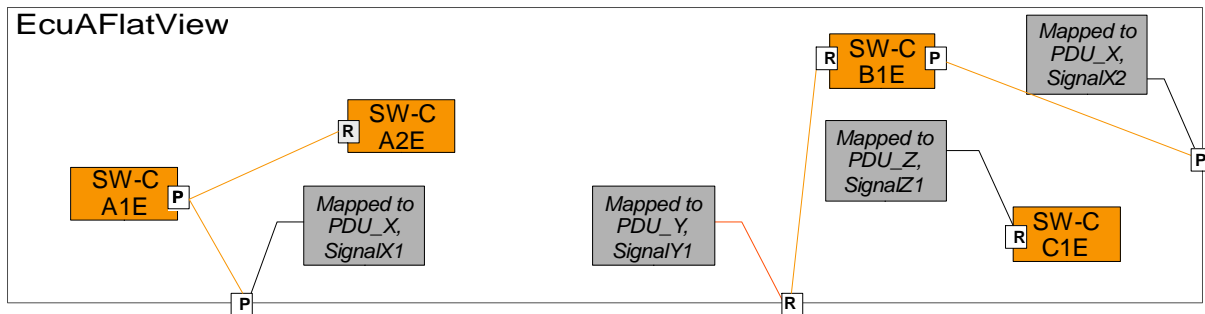 EcuAFlatView
SW-C
A1E
P
SW-C
A2E
R
Mapped to
PDU_X,
SignalX1
P
Mapped to
PDU_Y,
SignalY1
R
R
SW-C
B1E
P
Mapped to
PDU_X,
SignalX2
P
Mapped to
PDU_Z,
SignalZ1
R
SW-C
C1E